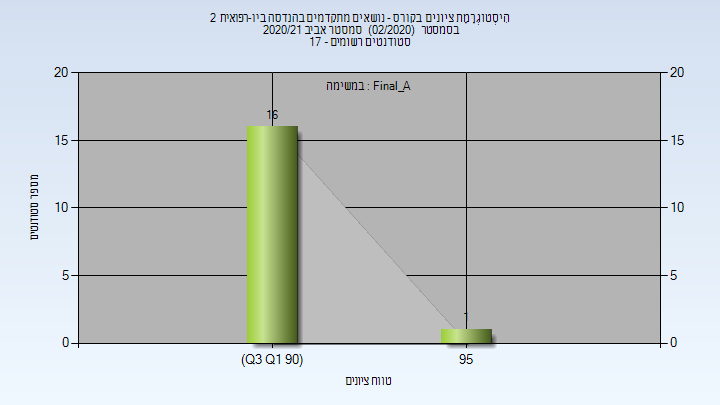 היסטוגרמת ציונים בקורס - נושאים מתקדמים בהנדסה ביו-רפואית 2
בסמסטר (02/2020) סמסטר אביב 2020/21
סטודנטים רשומים - 17
במשימה : Final_A
מספר סטודנטים
20
15
10
5
0
20
15
10
5
0
16
1
(Q3 Q1 90)
95
טווח ציונים